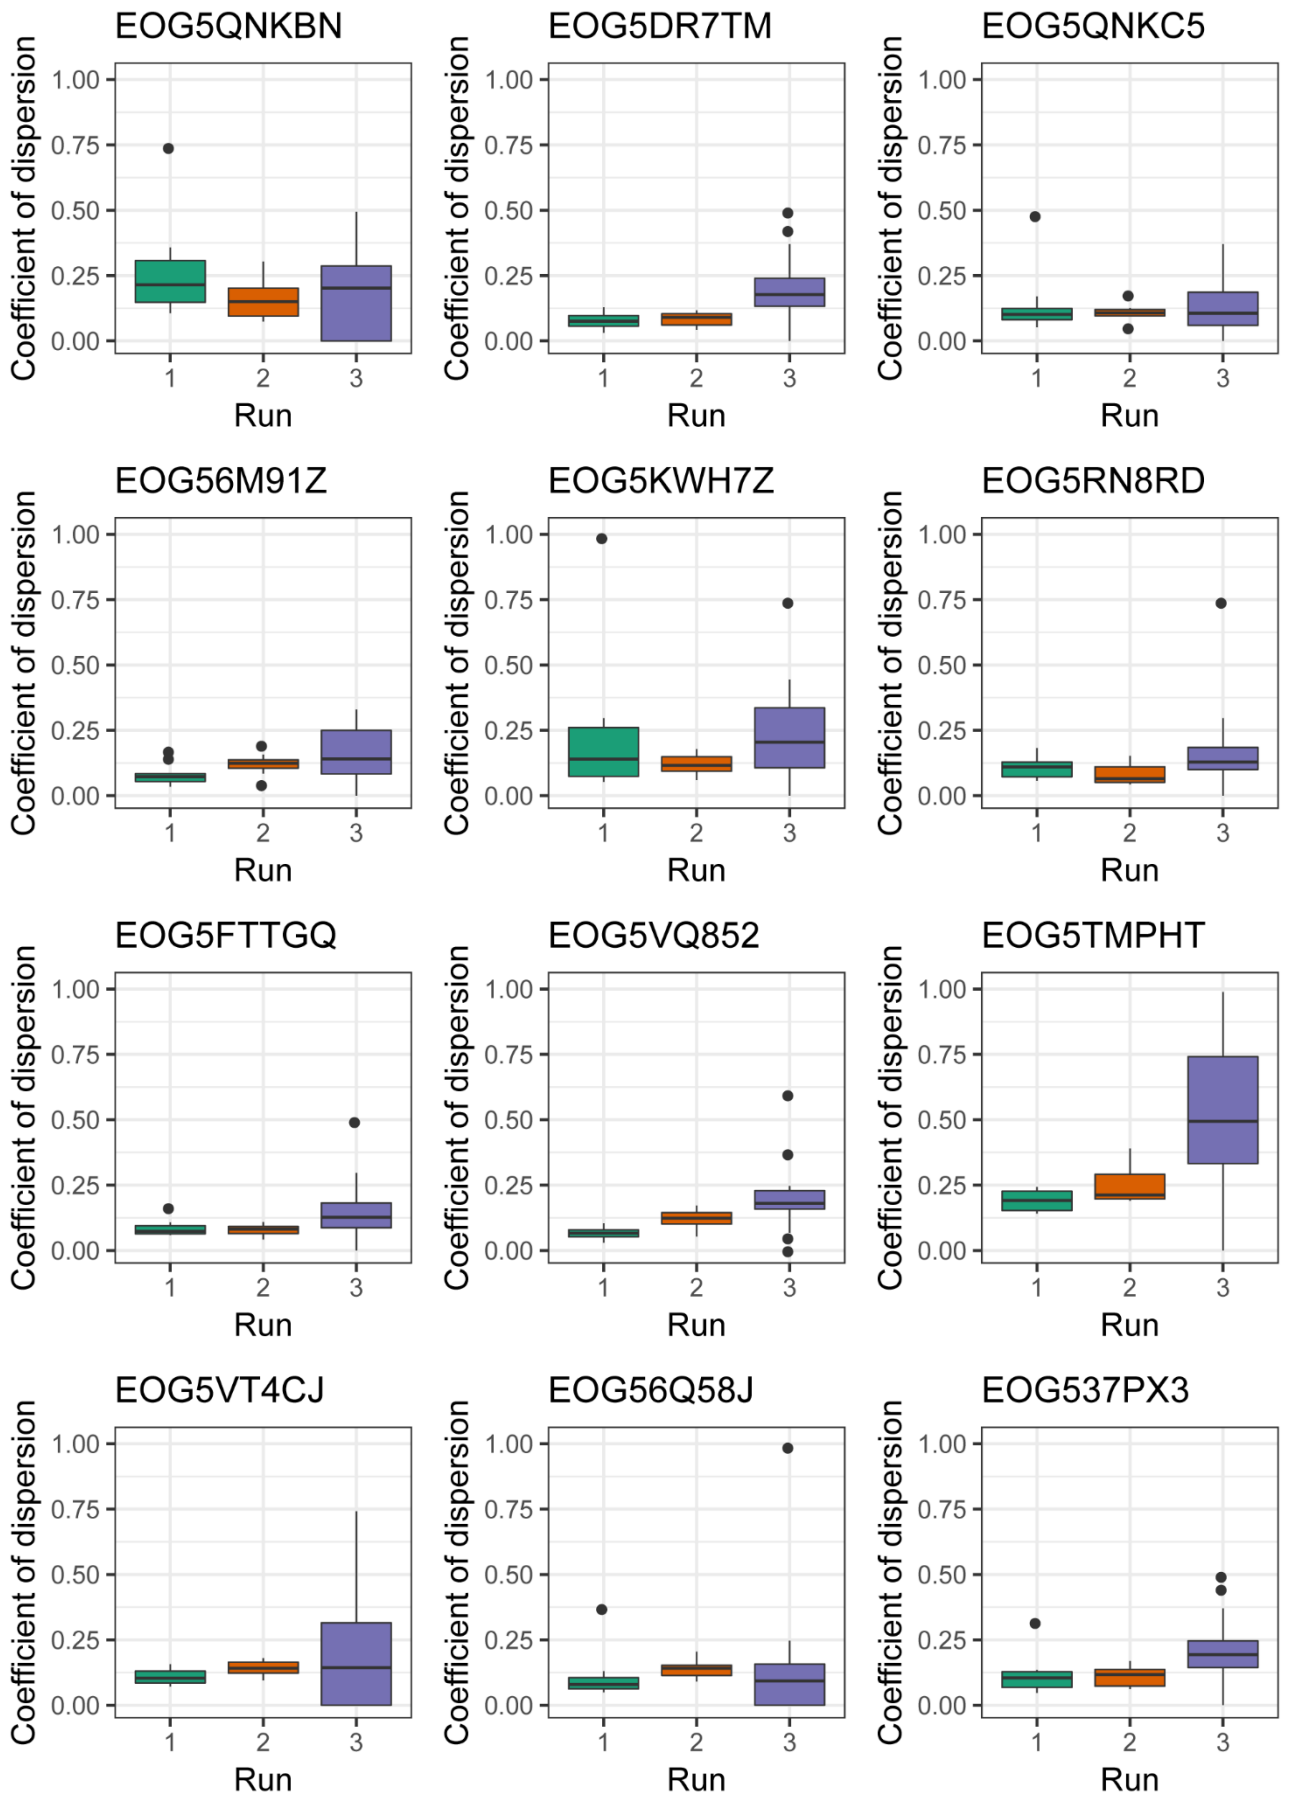 EOG5QNKBN
EOG5DR7TM
EOG5QNKC5
Coefficient of dispersion
1.00
0.75
0.50
0.25
0.00
1 2 3
Run
Coefficient of dispersion
1.00
0.75
0.50
0.25
0.00
1 2 3
Run
Coefficient of dispersion
1.00
0.75
0.50
0.25
0.00
1 2 3
Run
EOG56M91Z
EOG5KWH7Z
EOG5RN8RD
Coefficient of dispersion
1.00
0.75
0.50
0.25
0.00
1 2 3
Run
Coefficient of dispersion
1.00
0.75
0.50
0.25
0.00
1 2 3
Run
Coefficient of dispersion
1.00
0.75
0.50
0.25
0.00
1 2 3
Run
EOG5FTTGQ
EOG5VQ852
EOG5TMPHT
Coefficient of dispersion
1.00
0.75
0.50
0.25
0.00
1 2 3
Run
Coefficient of dispersion
1.00
0.75
0.50
0.25
0.00
1 2 3
Run
Coefficient of dispersion
1.00
0.75
0.50
0.25
0.00
1 2 3
Run
EOG5VT4CJ
EOG56Q58J
EOG537PX3
Coefficient of dispersion
1.00
0.75
0.50
0.25
0.00
1 2 3
Run
Coefficient of dispersion
1.00
0.75
0.50
0.25
0.00
1 2 3
Run
Coefficient of dispersion
1.00
0.75
0.50
0.25
0.00
1 2 3
Run